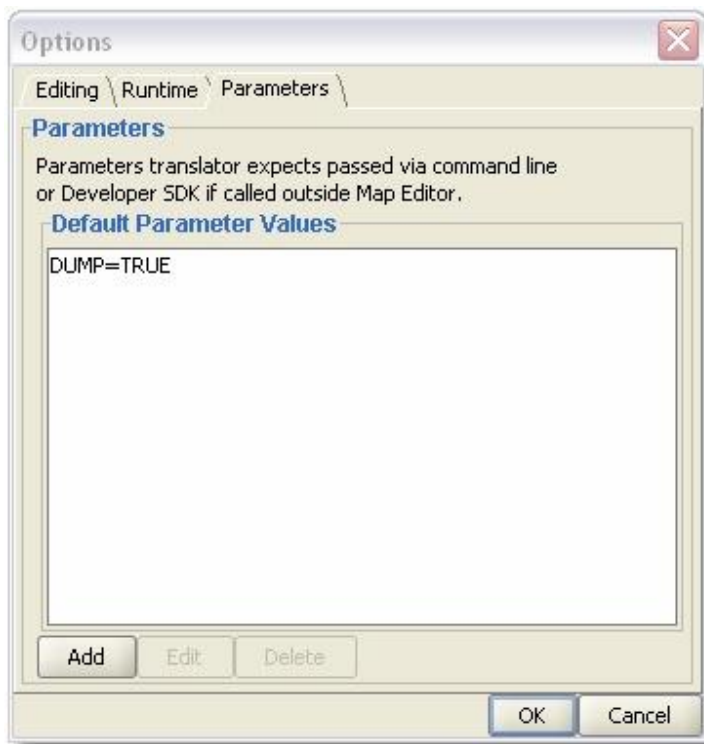 Options
Editing Runtime Parameters
Parameters
Parameters translator expects passed via command line
or Developer SDK if called outside Map Editor.
Default Parameter Values
DUMP=TRUE
Add Edit Delete
OK Cancel